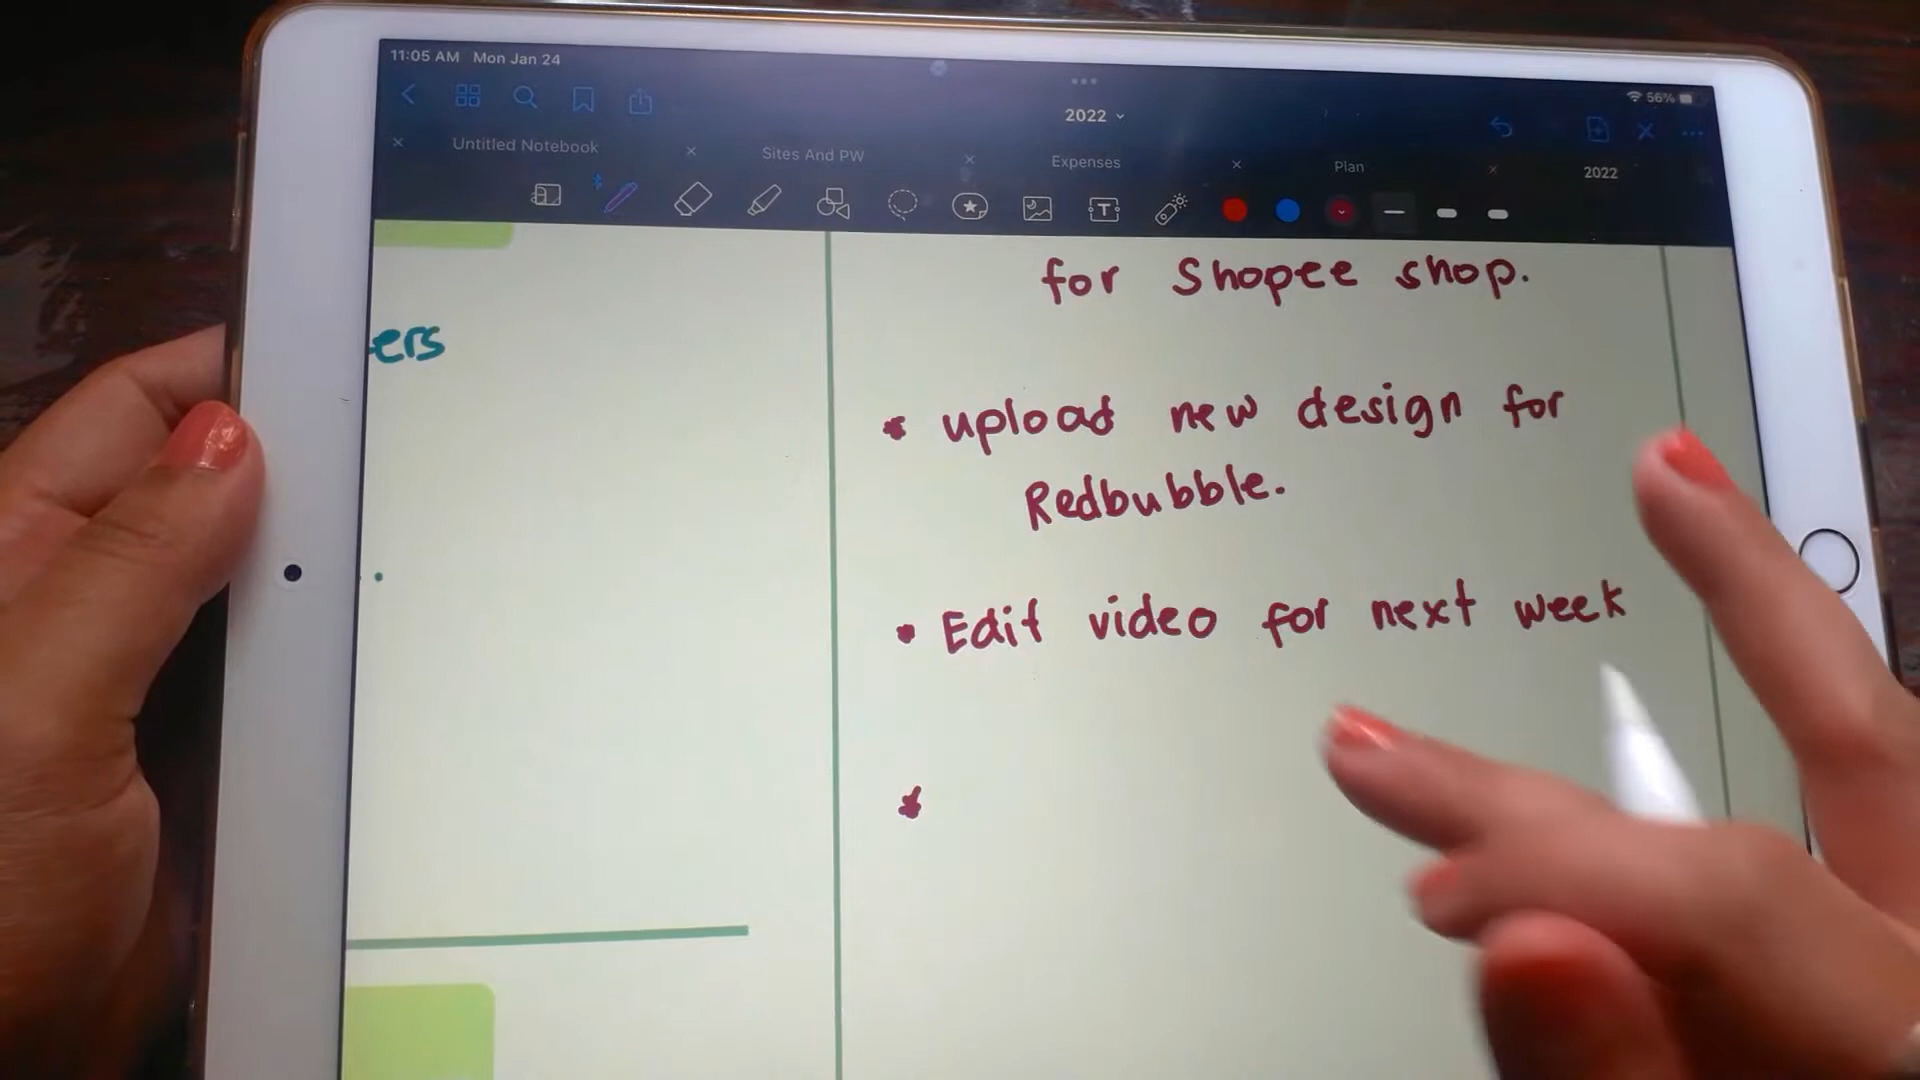 11:05 AM Mon Jan 24
56%
2022
Untitled Notebook
Sites And PW
Expenses
Plan
2022
T
ers
for Shopee shop.
upload new design for
Redbubble.
Edit video for next week